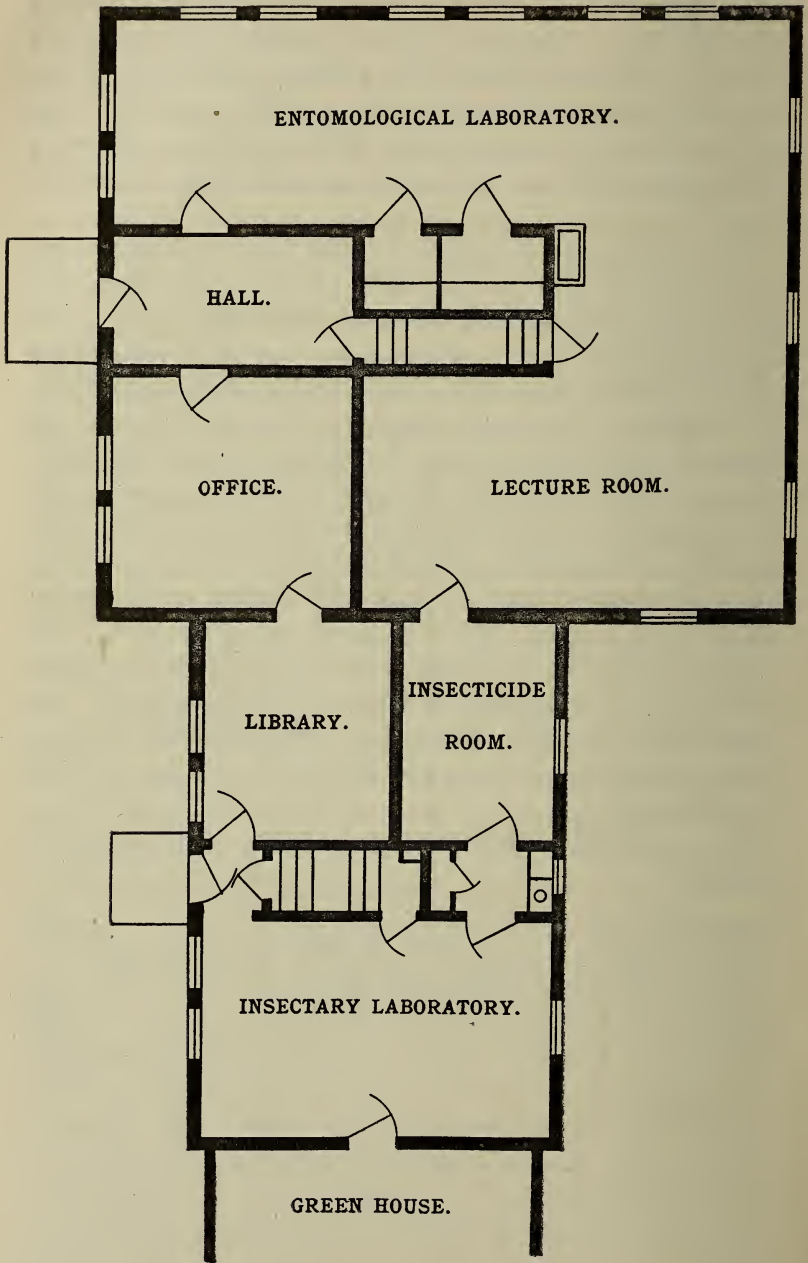 ENTOMOLOGICAL LABORATORY.
HALL.
OFFICE.
LECTURE ROOM.
LIBRARY.
INSECTICIDE
ROOM.
INSECTARY LABORATORY.
GREEN HOUSE.